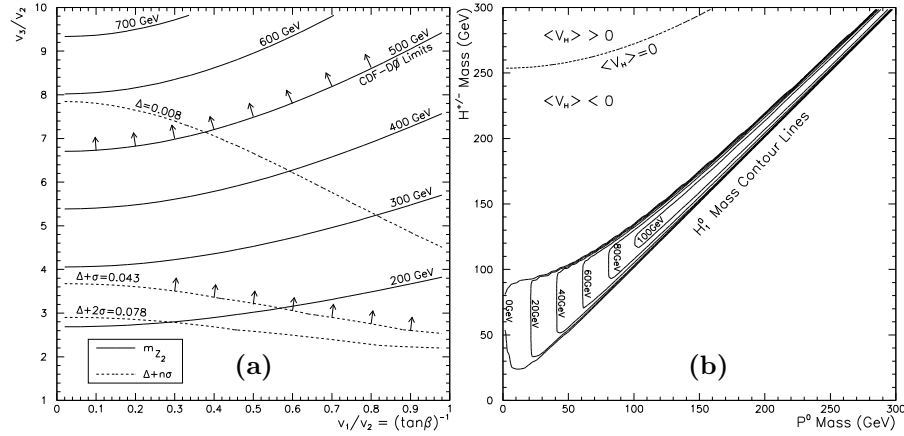 v₃/v₂
10
9
8
7
6
5
4
3
2
1
700 GeV
600 GeV
500 GeV
CDF-DØ Limits
Δ=0.008
400 GeV
300 GeV
Δ+σ=0.043
200 GeV
Δ+2σ=0.078
m_Z₂
Δ+nσ
(a)
0 0.1 0.2 0.3 0.4 0.5 0.6 0.7 0.8 0.9 1
v₁/v₂ = (tanβ)⁻¹
H⁺/⁻ Mass (GeV)
300
250
200
150
100
50
0
<V_H> > 0
<V_H>=0
<V_H> < 0
H₁⁰ Mass Contour Lines
100GeV
80GeV
60GeV
40GeV
20GeV
0GeV
(b)
0 50 100 150 200 250 300
P⁰ Mass (GeV)